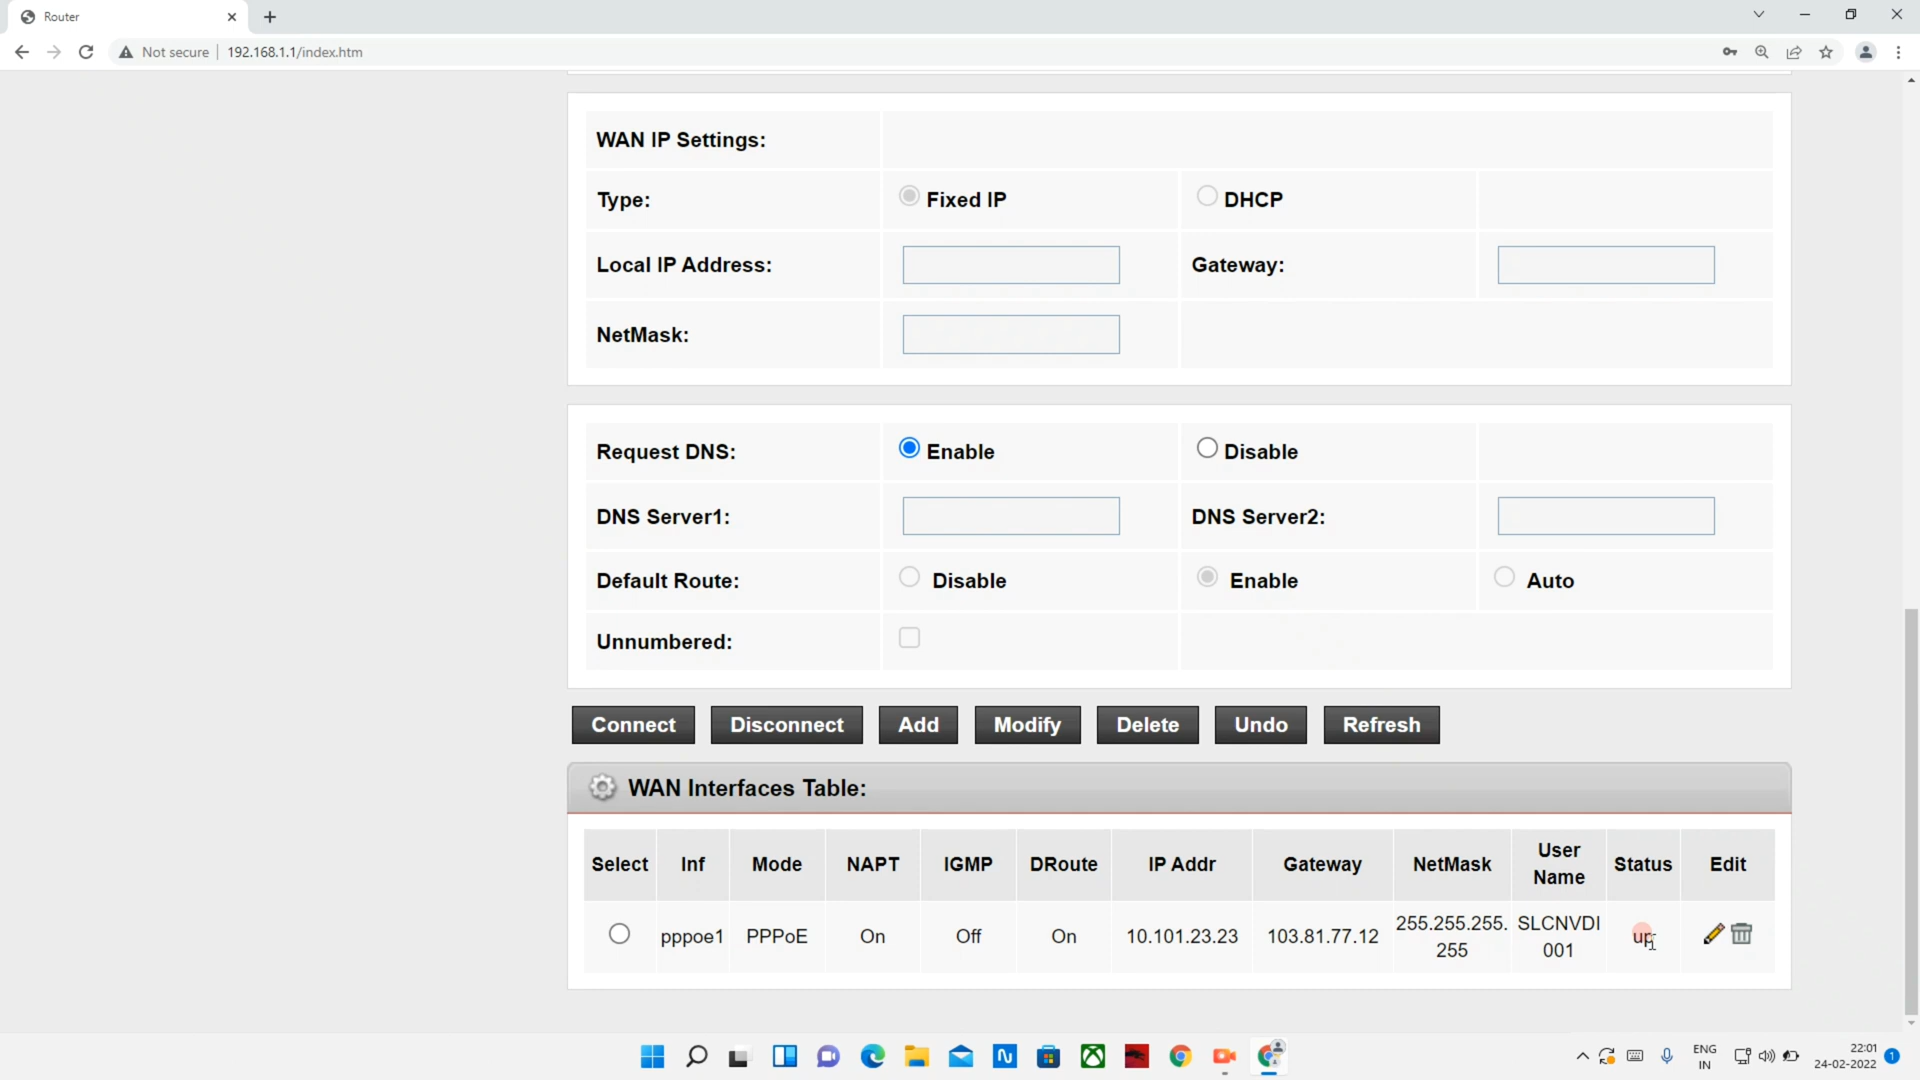 Router
Not secure
192.168.1.1/index.htm
WAN IP Settings:
Type:
Fixed IP
DHCP
Local IP Address:
Gateway:
NetMask:
Request DNS:
Enable
Disable
DNS Server1:
DNS Server2:
Default Route:
Disable
Enable
Auto
Unnumbered:
Connect
Disconnect
Add
Modify
Delete
Undo
Refresh
WAN Interfaces Table:
Select
Inf
Mode
NAPT
IGMP
DRoute
IP Addr
Gateway
NetMask
User
Name
Status
Edit
pppoe1
PPPoE
On
Off
On
10.101.23.23
103.81.77.12
255.255.255.
255
SLCNVDI
001
up
ENG
IN
22:01
24-02-2022
1